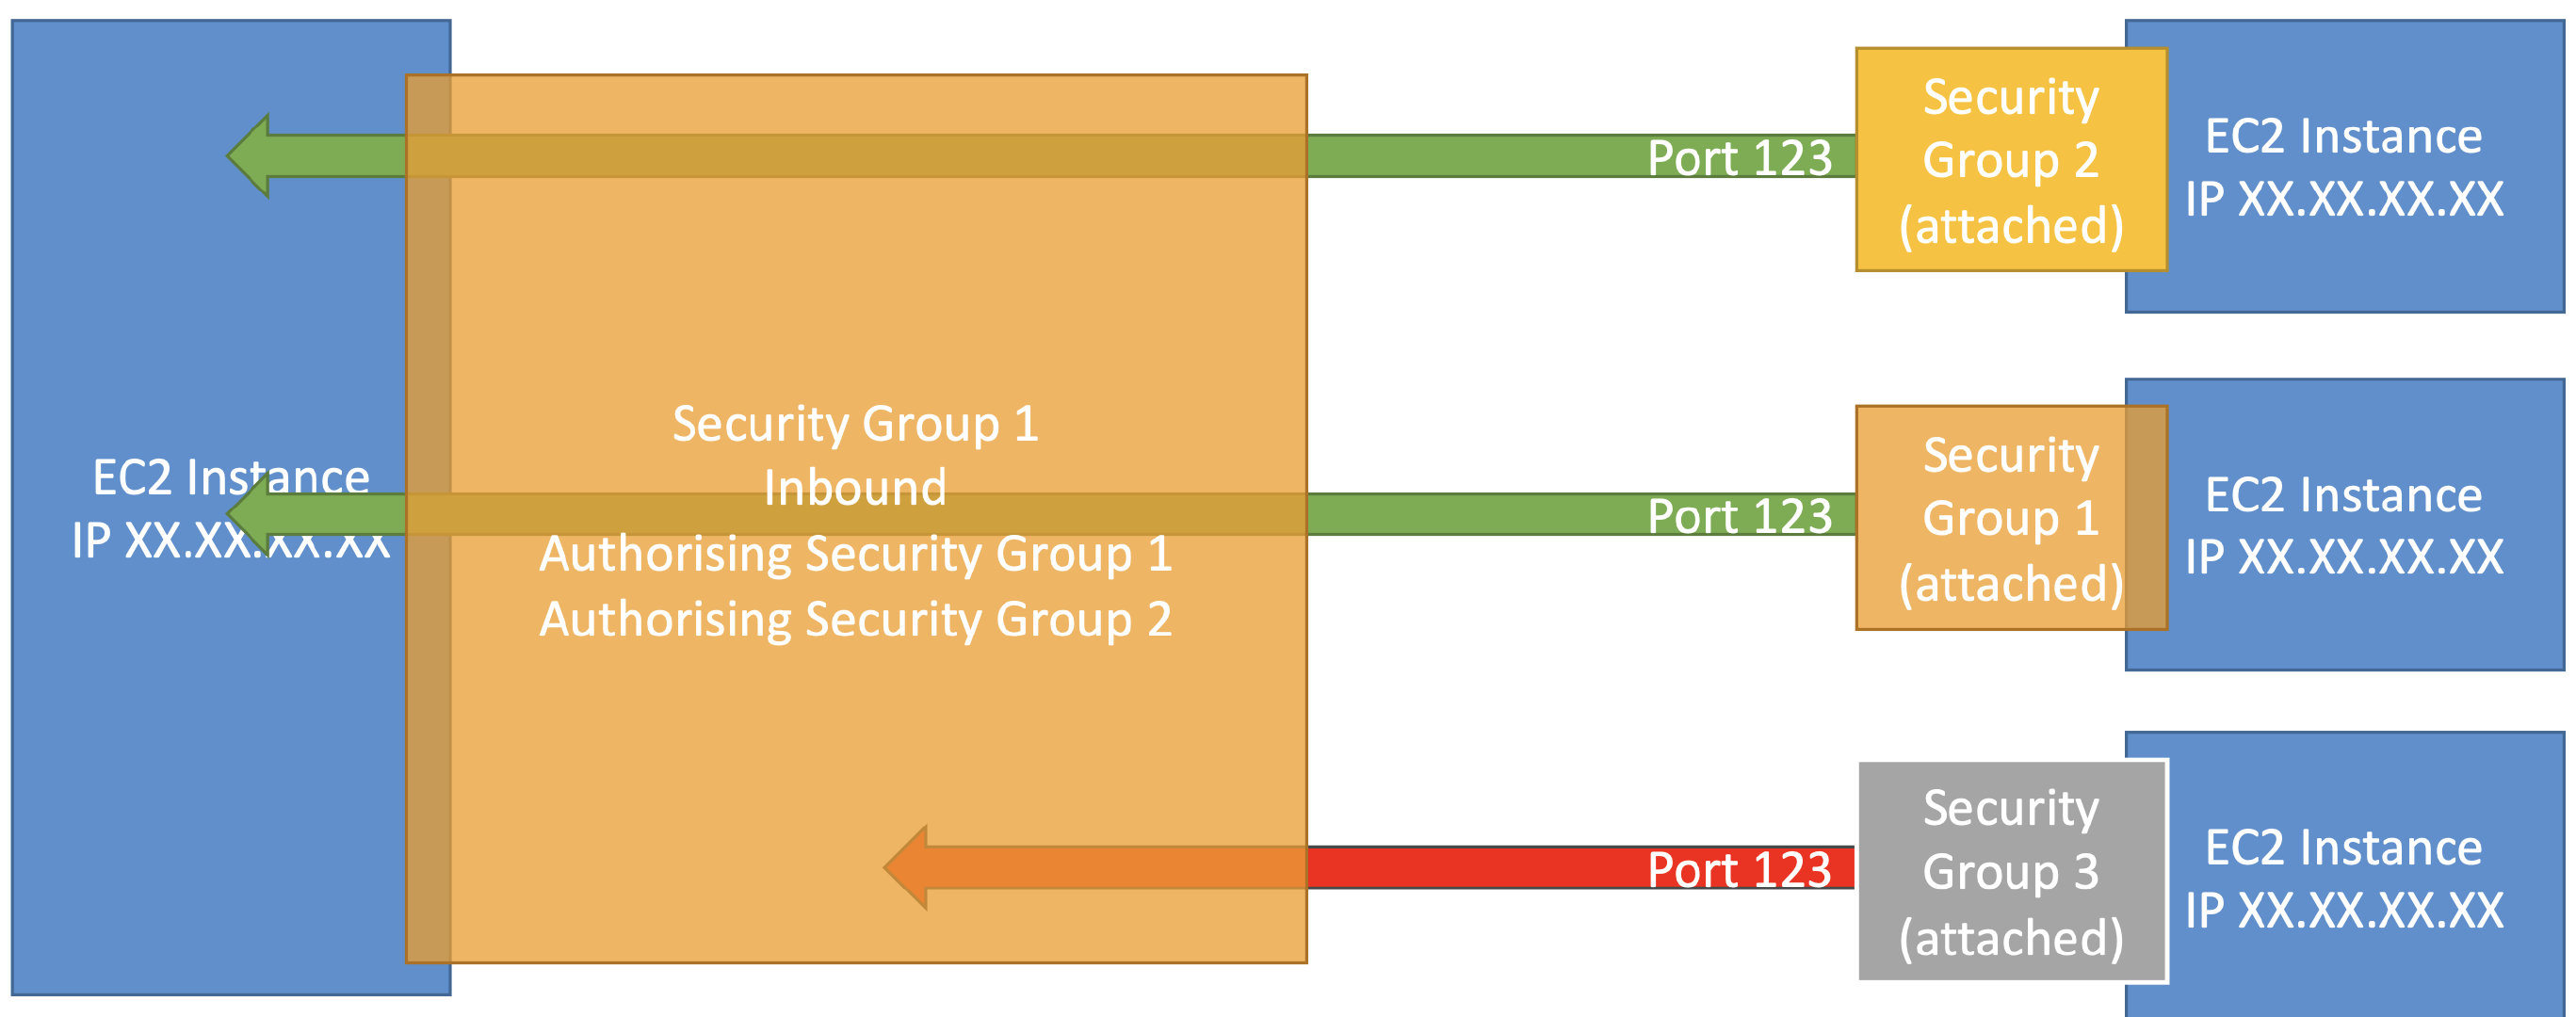 EC2 Instance
IP XX.XX.XX.XX
Security Group 1
Inbound
Authorising Security Group 1
Authorising Security Group 2
Port 123
Security
Group 2
(attached)
EC2 Instance
IP XX.XX.XX.XX
Port 123
Security
Group 1
(attached)
EC2 Instance
IP XX.XX.XX.XX
Port 123
Security
Group 3
(attached)
EC2 Instance
IP XX.XX.XX.XX